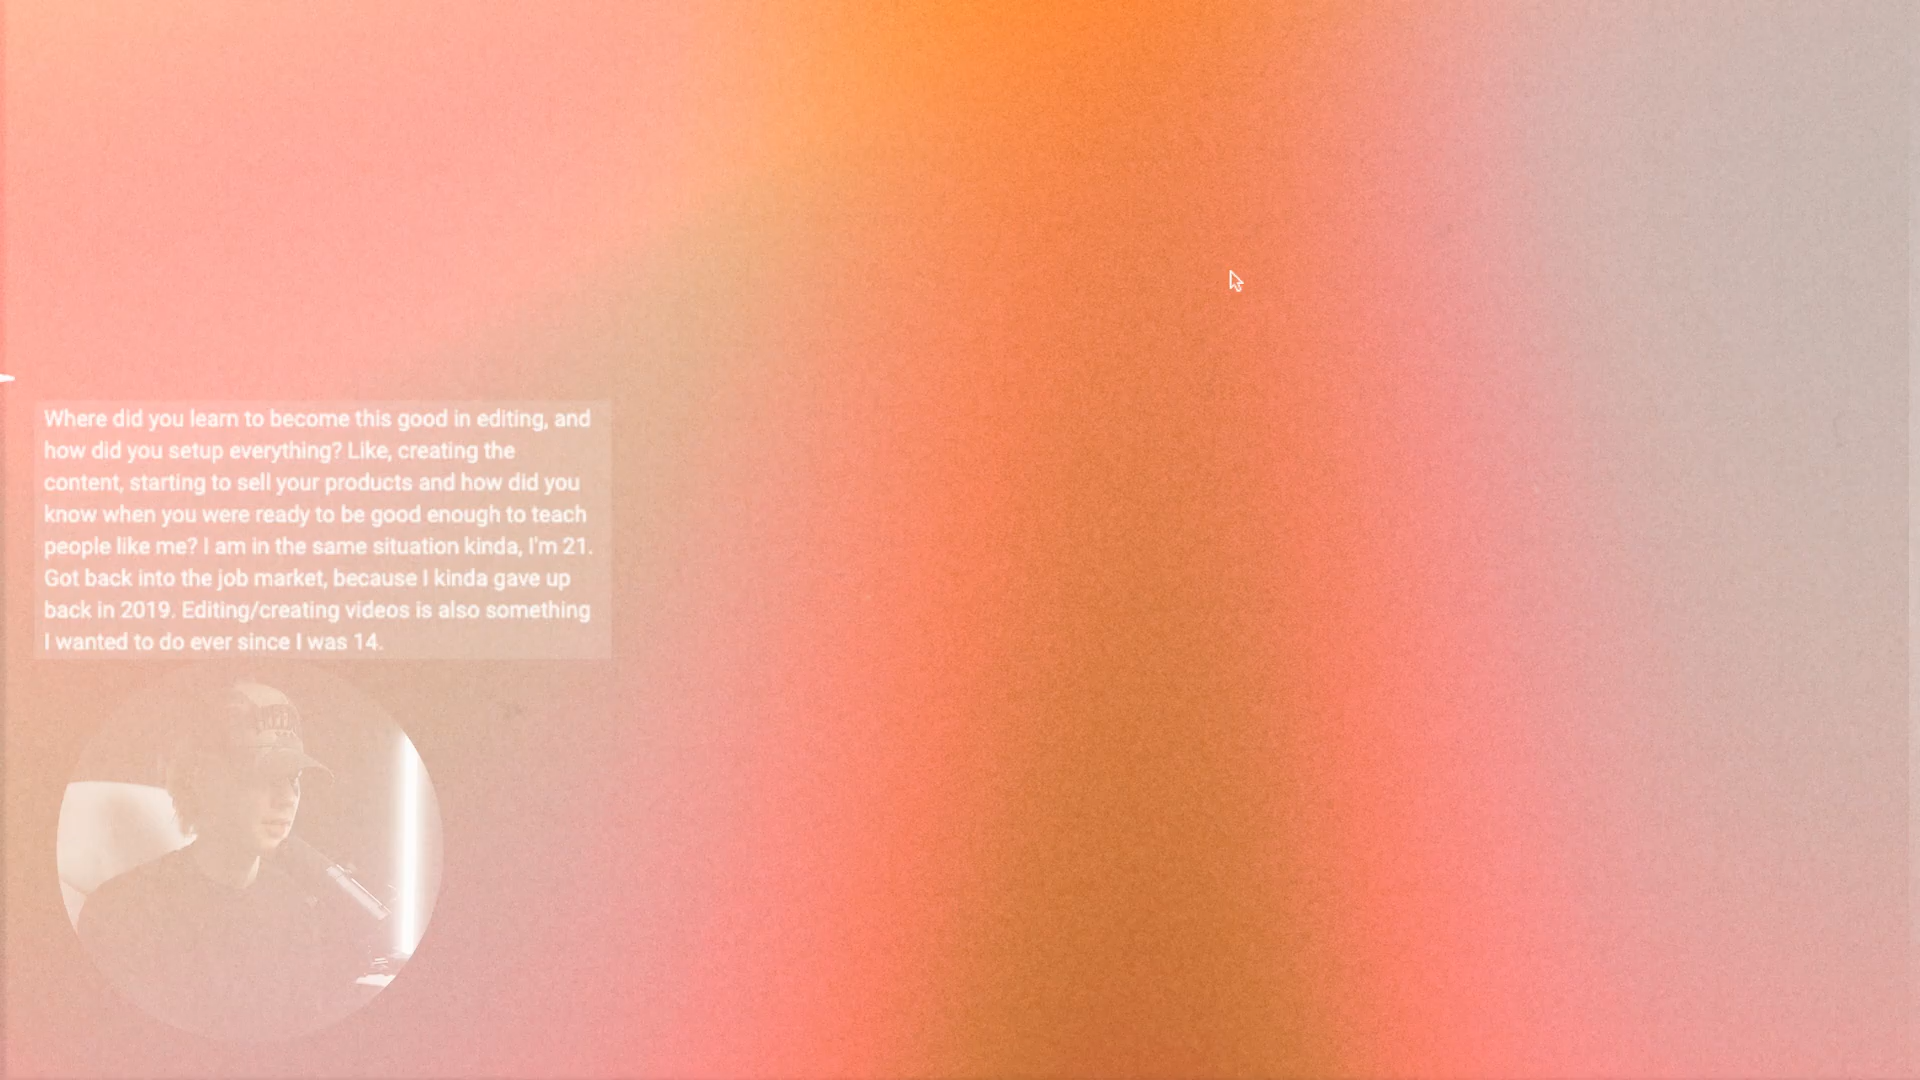 Where did you learn to become this good in editing, and
how did you setup everything? Like, creating the
content, starting to sell your products and how did you
know when you were ready to be good enough to teach
people like me? I am in the same situation kinda, I'm 21.
Got back into the job market, because I kinda gave up
back in 2019. Editing/creating videos is also something
I wanted to do ever since I was 14.